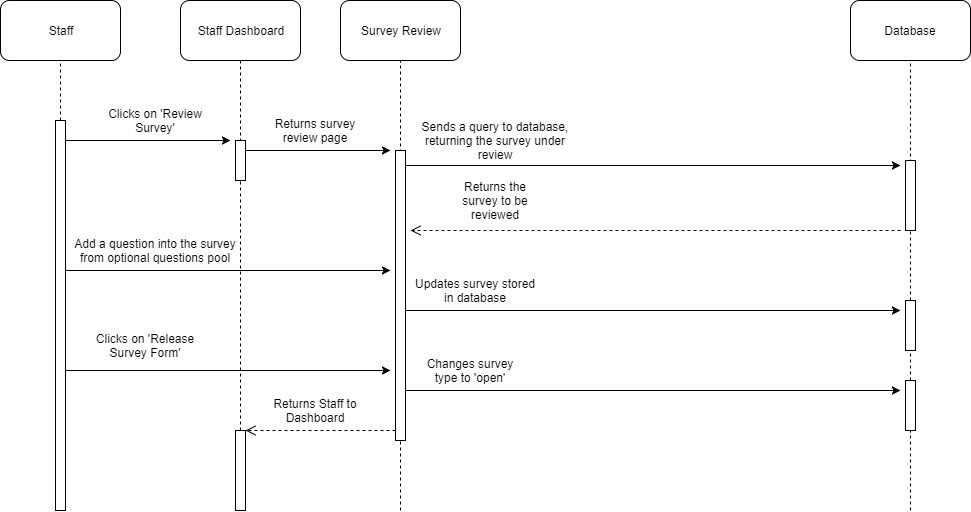 Staff
Staff Dashboard
Survey Review
Database
Clicks on 'Review
Survey'
Returns survey
review page
Sends a query to database,
returning the survey under
review
Returns the
survey to be
reviewed
Add a question into the survey
from optional questions pool
Updates survey stored
in database
Clicks on 'Release
Survey Form'
Changes survey
type to 'open'
Returns Staff to
Dashboard